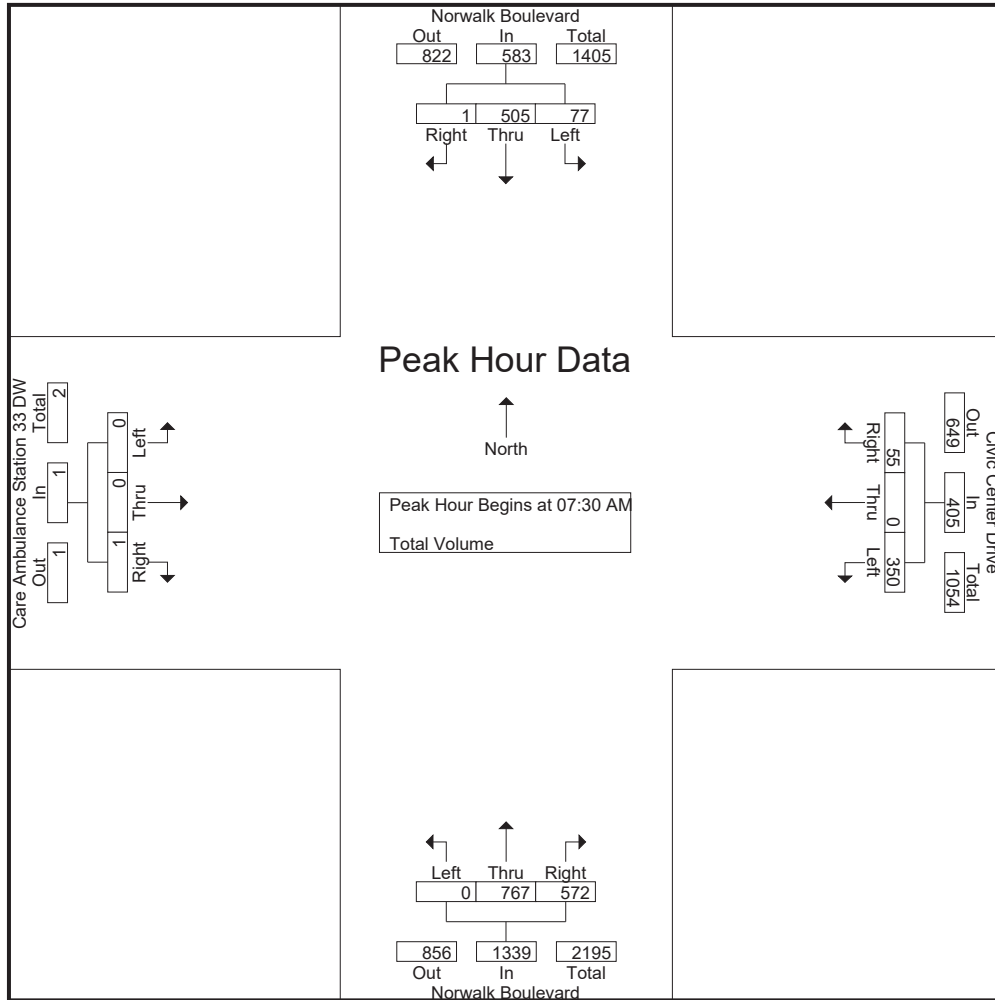 Norwalk Boulevard
Out In Total
822 583 1405
1 505 77
Right Thru Left
Peak Hour Data
North
Peak Hour Begins at 07:30 AM
Total Volume
Care Ambulance Station 33 DW
Out In Total
1 1 2
0 0 1
Left Thru Right
Civic Center Drive
Out In Total
649 405 1054
55 0 350
Right Thru Left
Left Thru Right
0 767 572
856 1339 2195
Out In Total
Norwalk Boulevard